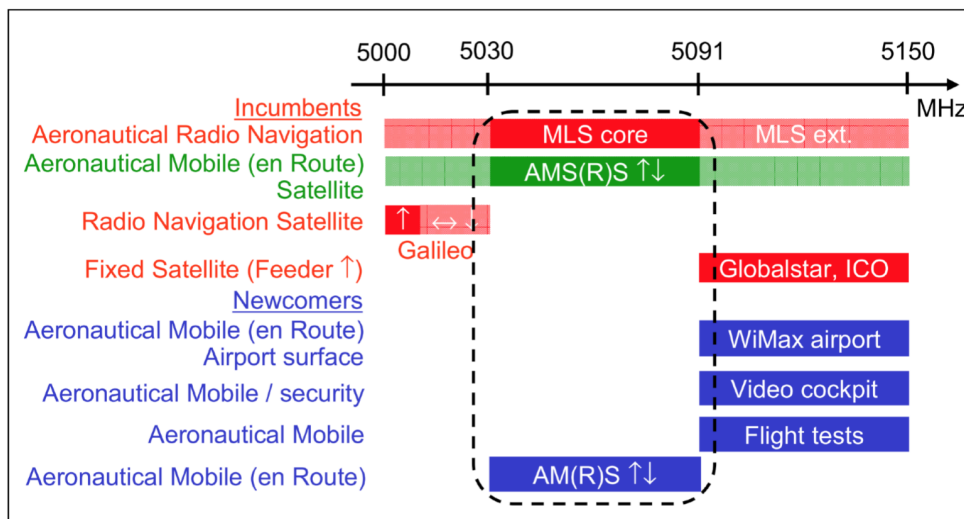 5000 5030 5091 5150
MHz
Incumbents
Aeronautical Radio Navigation MLS core MLS ext.
Aeronautical Mobile (en Route) AMS(R)S ↑↓
Satellite
Radio Navigation Satellite ↑ ↔ ↓
Galileo
Fixed Satellite (Feeder ↑) Globalstar, ICO
Newcomers
Aeronautical Mobile (en Route) WiMax airport
Airport surface
Aeronautical Mobile / security Video cockpit
Aeronautical Mobile Flight tests
Aeronautical Mobile (en Route) AM(R)S ↑↓